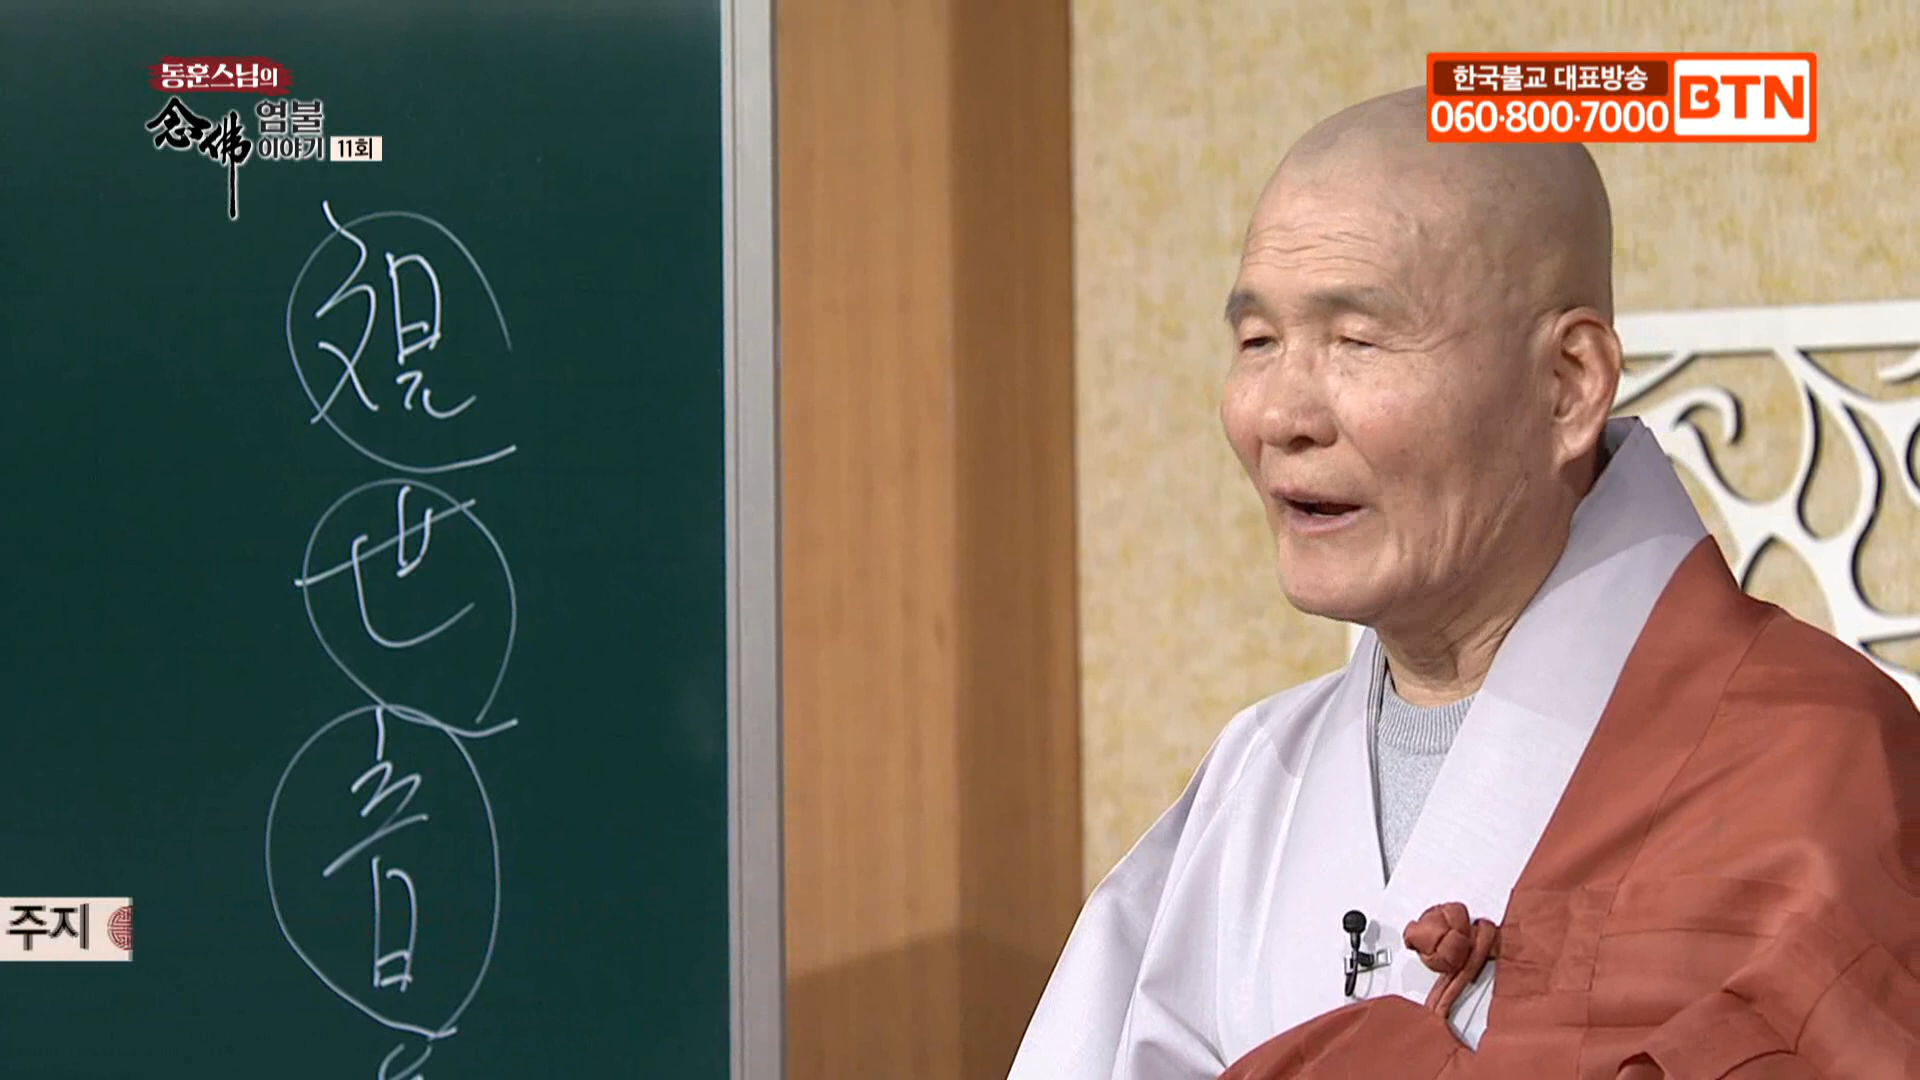 동훈스님의
念佛 염불
이야기 11회
한국불교 대표방송
060·800·7000 BTN
観
世
音
주지